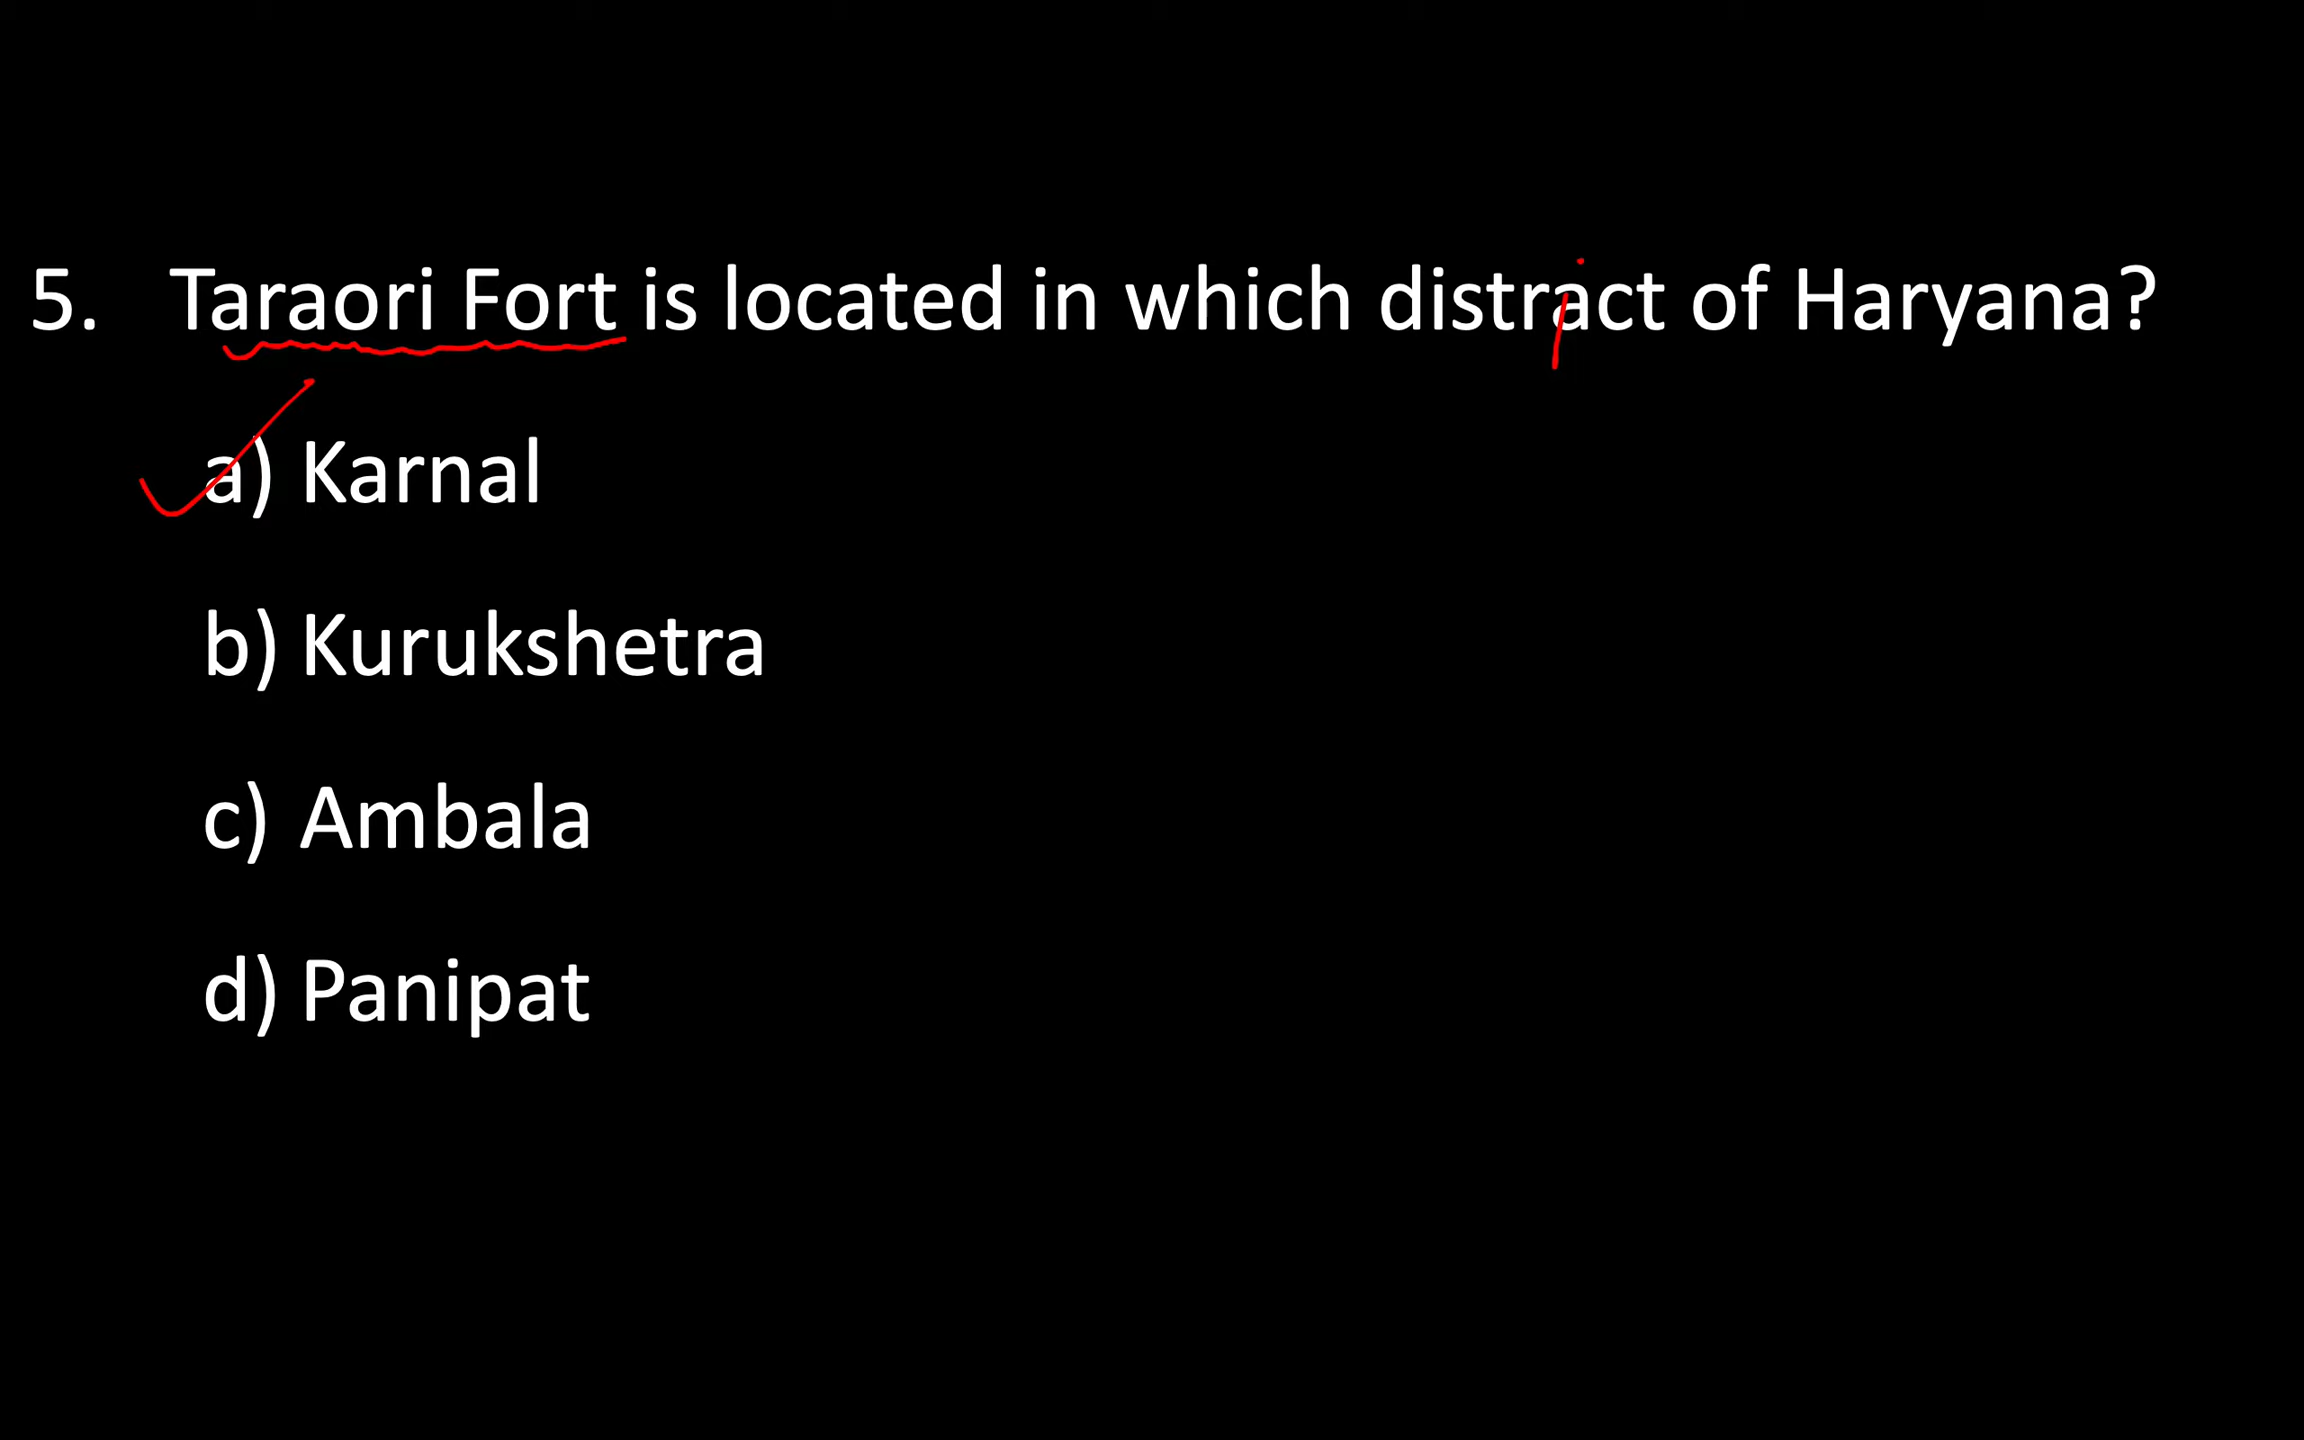 5. Taraori Fort is located in which distract of Haryana?
a) Karnal
b) Kurukshetra
c) Ambala
d) Panipat